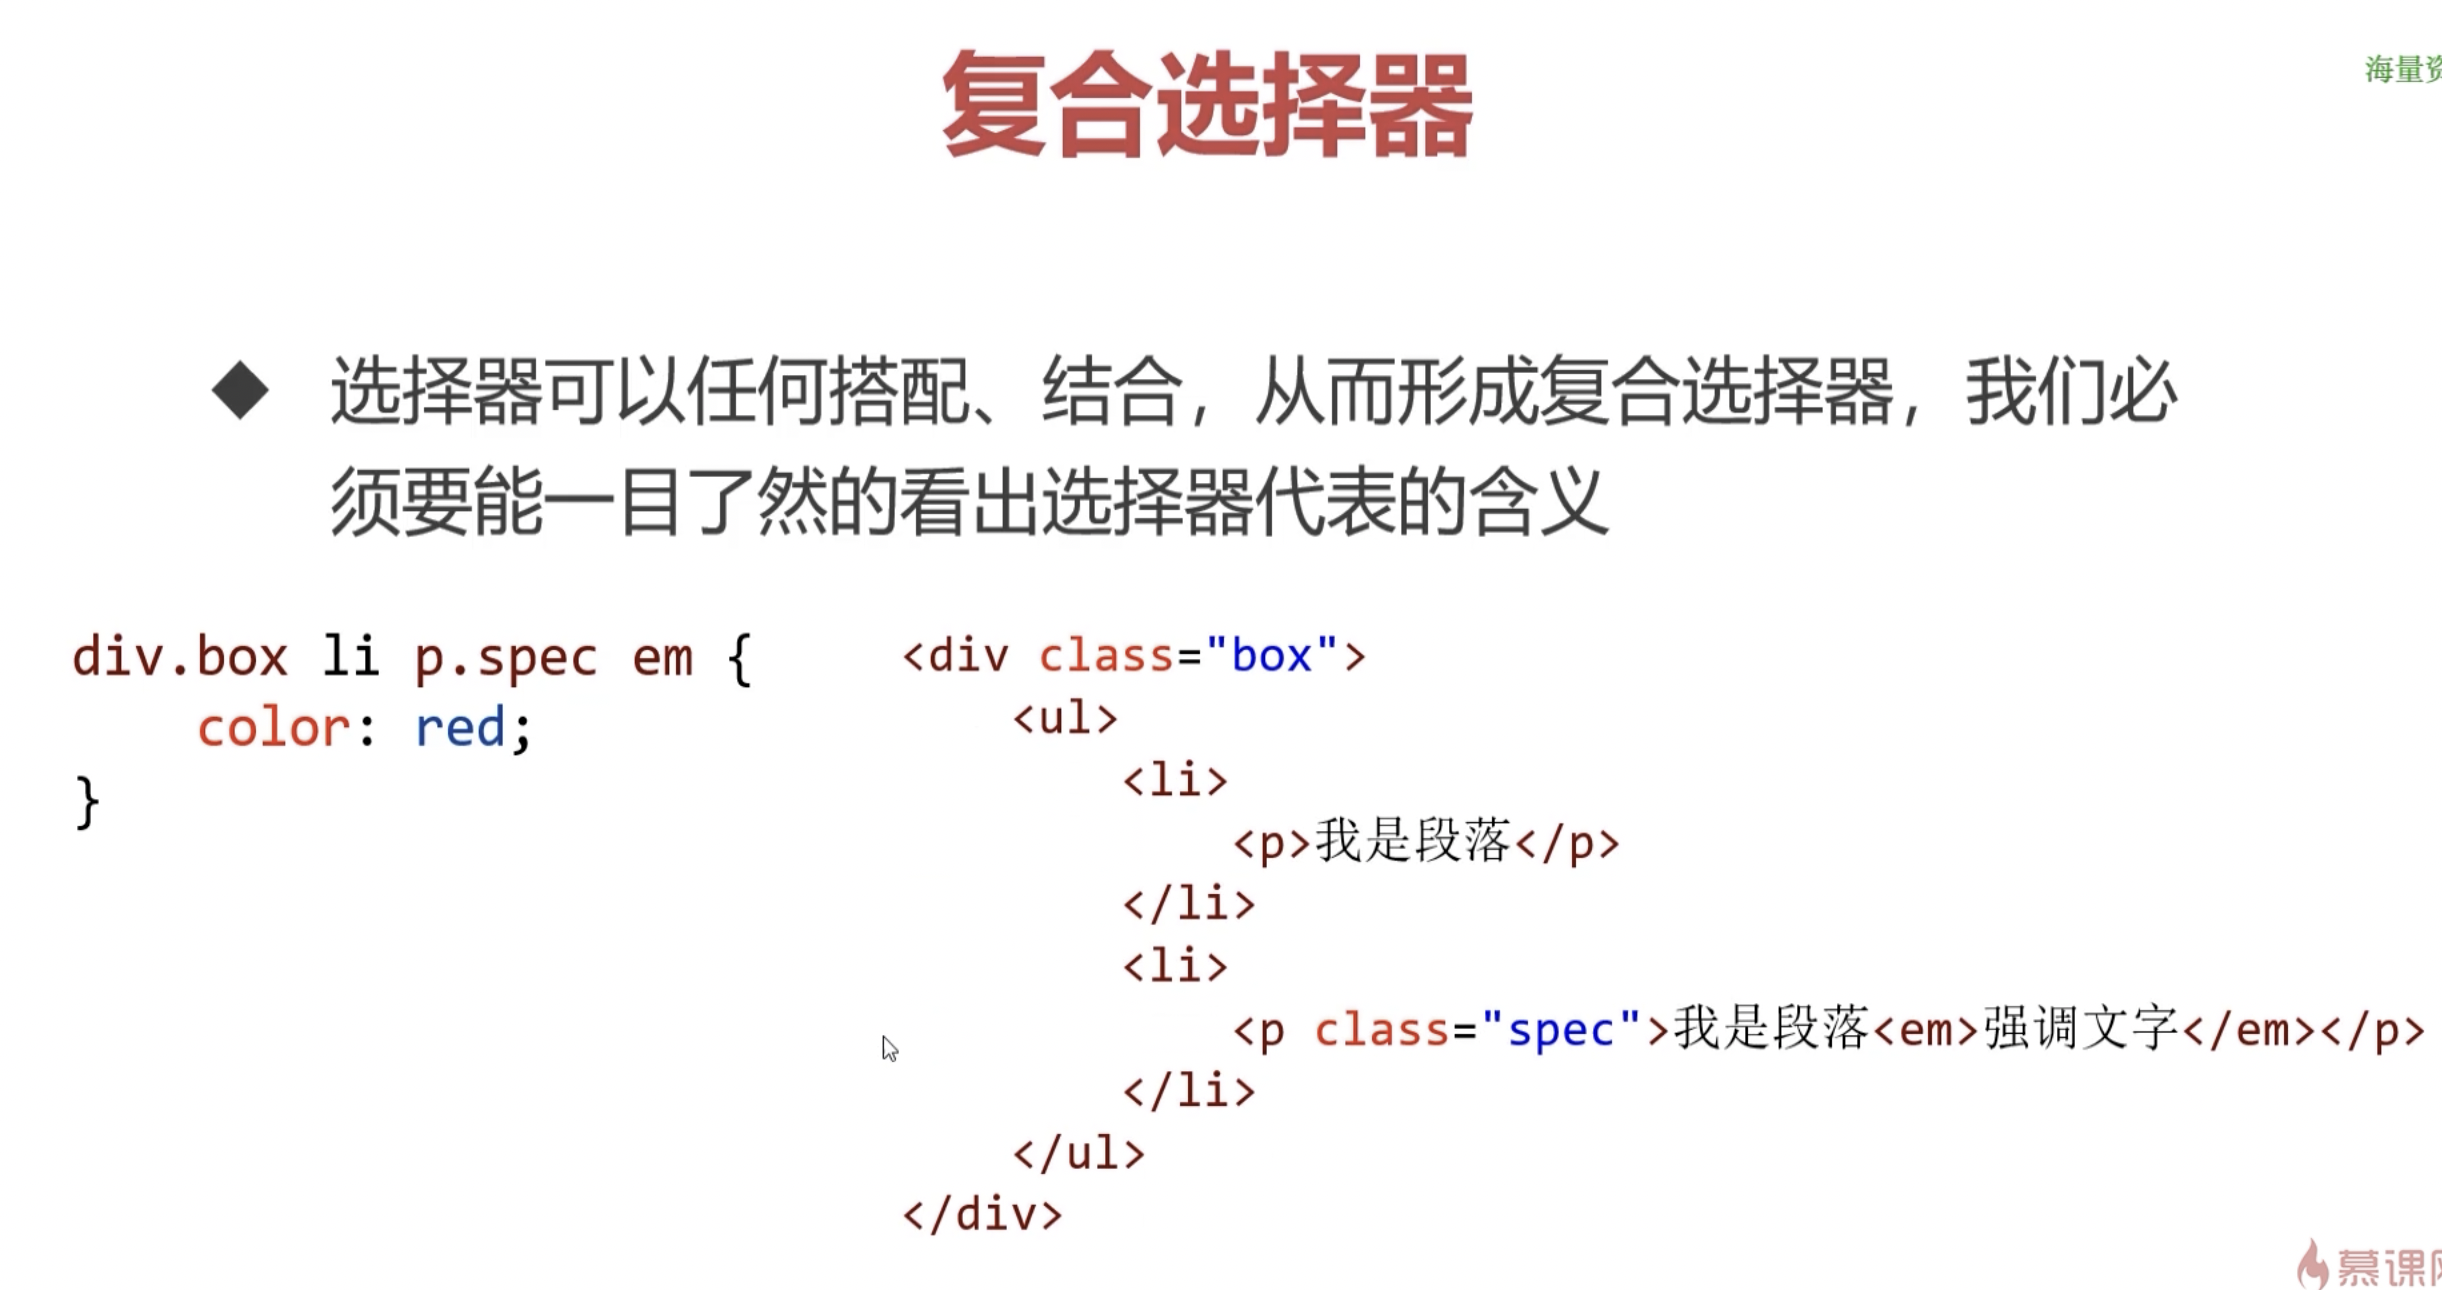 复合选择器
海量资
◆ 选择器可以任何搭配、结合，从而形成复合选择器，我们必
须要能一目了然的看出选择器代表的含义
div.box li p.spec em {
    color: red;
}
<div class="box">
    <ul>
        <li>
            <p>我是段落</p>
        </li>
        <li>
            <p class="spec">我是段落<em>强调文字</em></p>
        </li>
    </ul>
</div>
慕课网